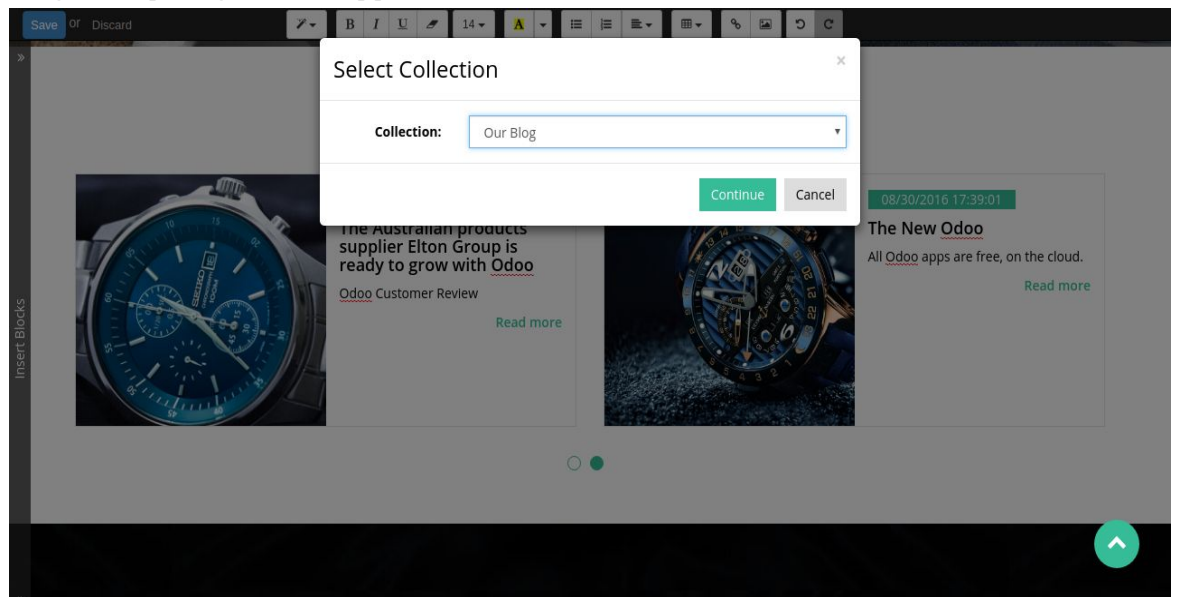 Save or Discard
B I U 14 A
Select Collection ×
Collection: Our Blog
Continue Cancel
Insert Blocks
The Australian products
supplier Elton Group is
ready to grow with Odoo
Odoo Customer Review
Read more
08/30/2016 17:39:01
The New Odoo
All Odoo apps are free, on the cloud.
Read more
SEIKO